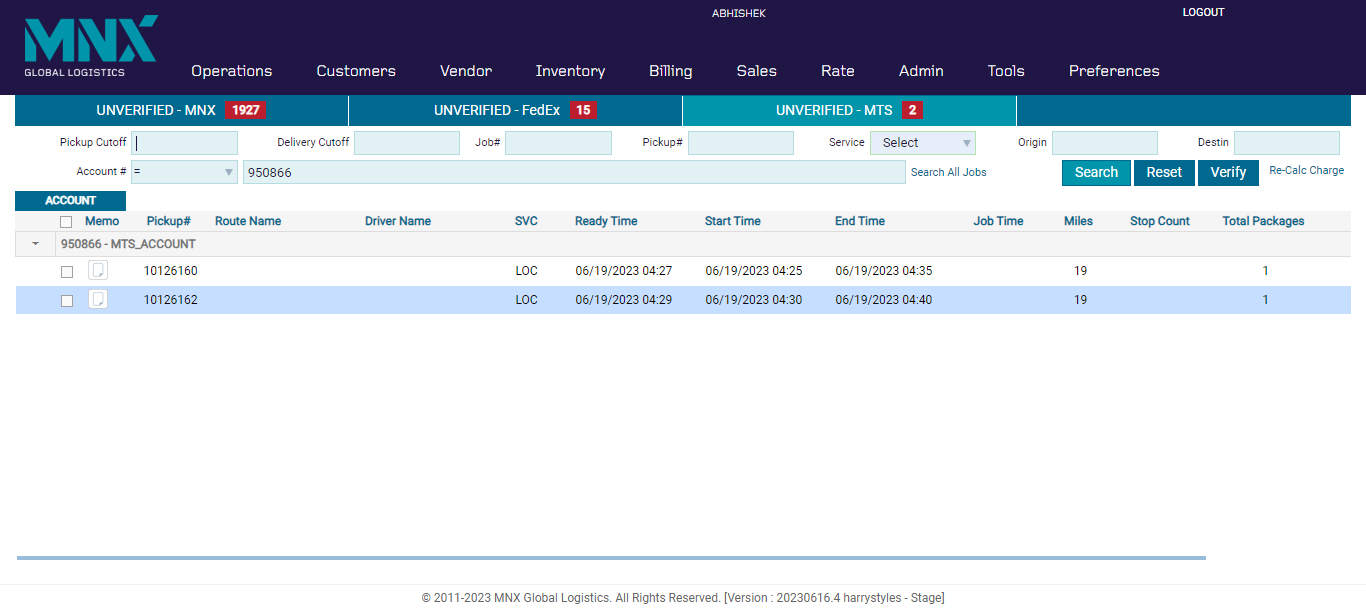 ABHISHEK
LOGOUT
MNX
GLOBAL LOGISTICS
Operations Customers Vendor Inventory Billing Sales Rate Admin Tools Preferences
UNVERIFIED - MNX 1927 UNVERIFIED - FedEx 15 UNVERIFIED - MTS 2
Pickup Cutoff Delivery Cutoff Job# Pickup# Service Select Origin Destin
Account # = 950866 Search All Jobs Search Reset Verify Re-Calc Charge
ACCOUNT
Memo Pickup# Route Name Driver Name SVC Ready Time Start Time End Time Job Time Miles Stop Count Total Packages
950866 - MTS_ACCOUNT
10126160 LOC 06/19/2023 04:27 06/19/2023 04:25 06/19/2023 04:35 19 1
10126162 LOC 06/19/2023 04:29 06/19/2023 04:30 06/19/2023 04:40 19 1
© 2011-2023 MNX Global Logistics. All Rights Reserved. [Version : 20230616.4 harrystyles - Stage]